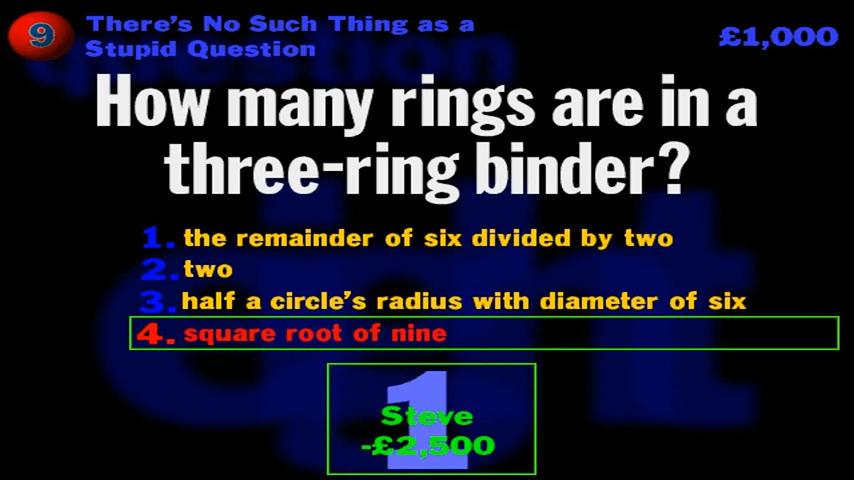 9
There's No Such Thing as a
Stupid Question
£1,000
How many rings are in a
three-ring binder?
1. the remainder of six divided by two
2. two
3. half a circle's radius with diameter of six
4. square root of nine
1
Steve
-£2,500